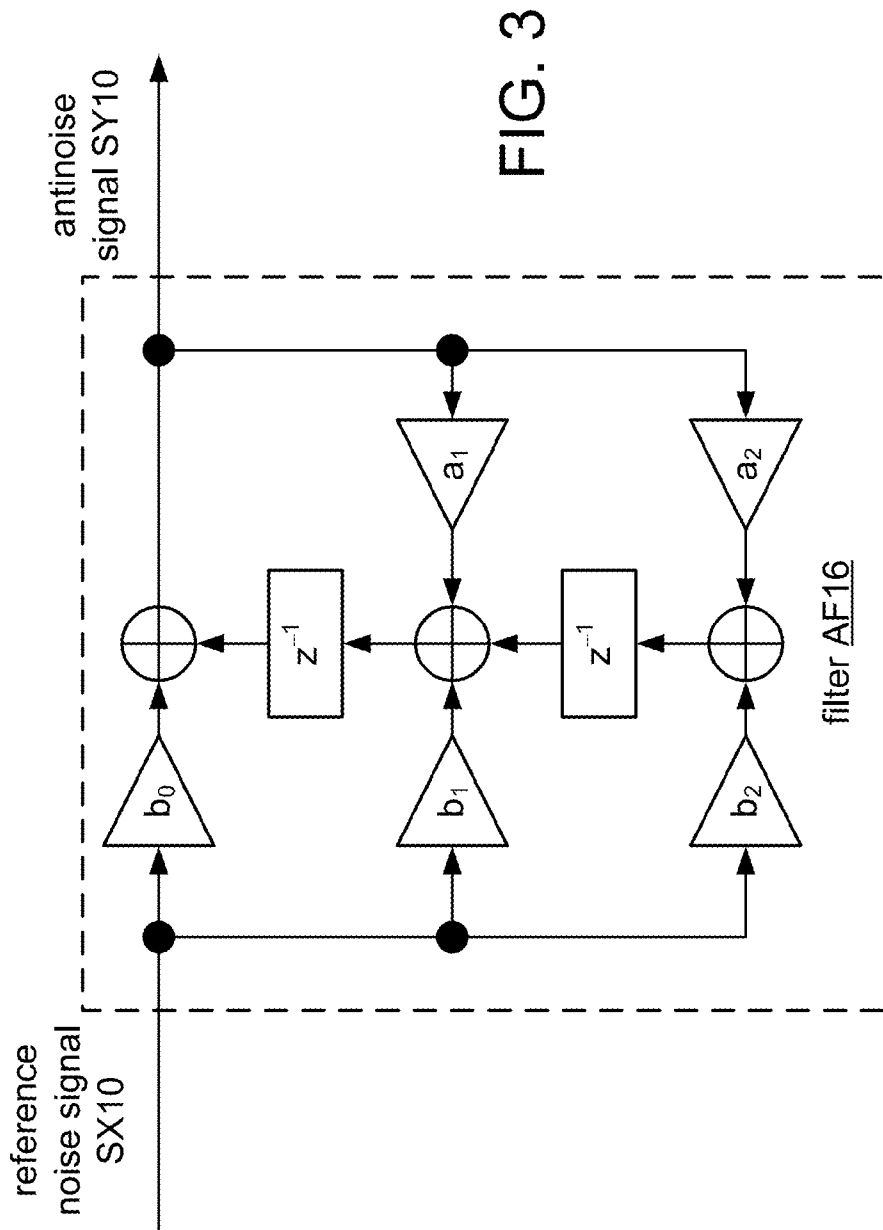 reference
noise signal
SX10
antinoise
signal SY10
b₀
z⁻¹
b₁
a₁
z⁻¹
b₂
a₂
filter AF16
FIG. 3